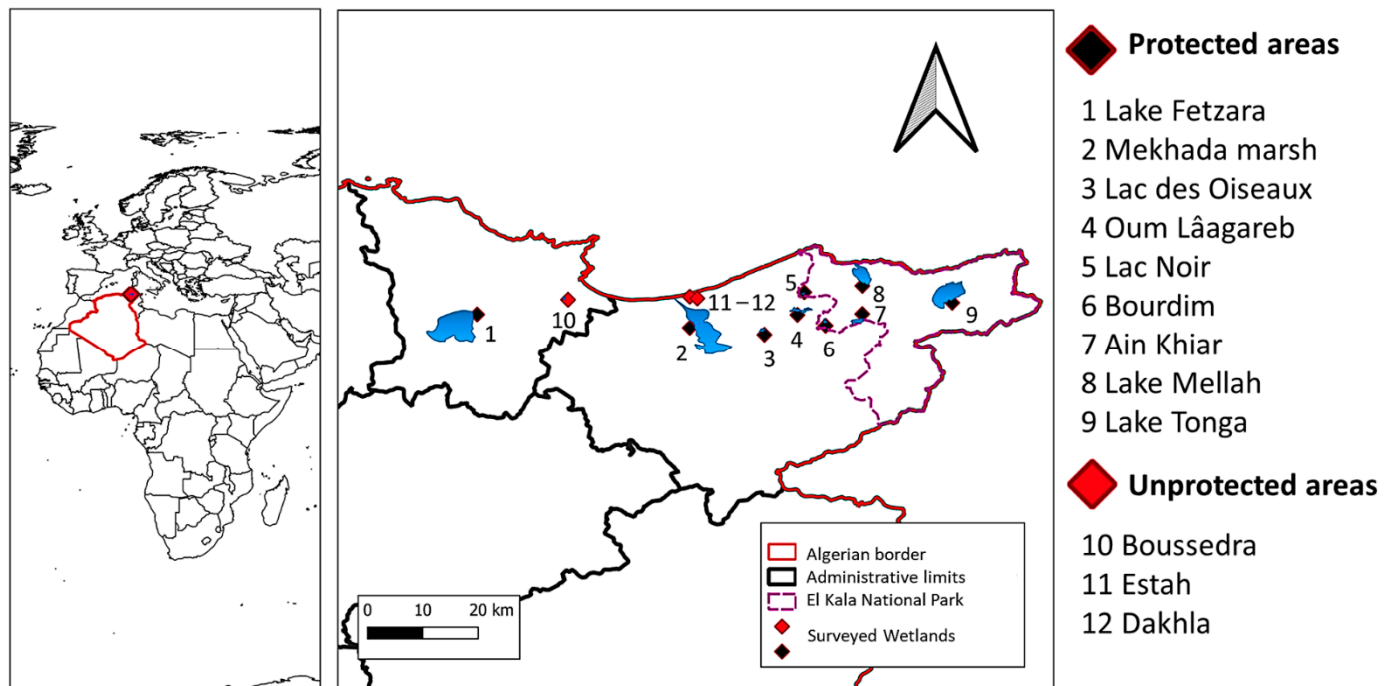 1
10
11 – 12
2
3
4
5
6
7
8
9
0 10 20 km
Algerian border
Administrative limits
El Kala National Park
Surveyed Wetlands
Protected areas
1 Lake Fetzara
2 Mekhada marsh
3 Lac des Oiseaux
4 Oum Lâagareb
5 Lac Noir
6 Bourdim
7 Ain Khiar
8 Lake Mellah
9 Lake Tonga
Unprotected areas
10 Boussedra
11 Estah
12 Dakhla